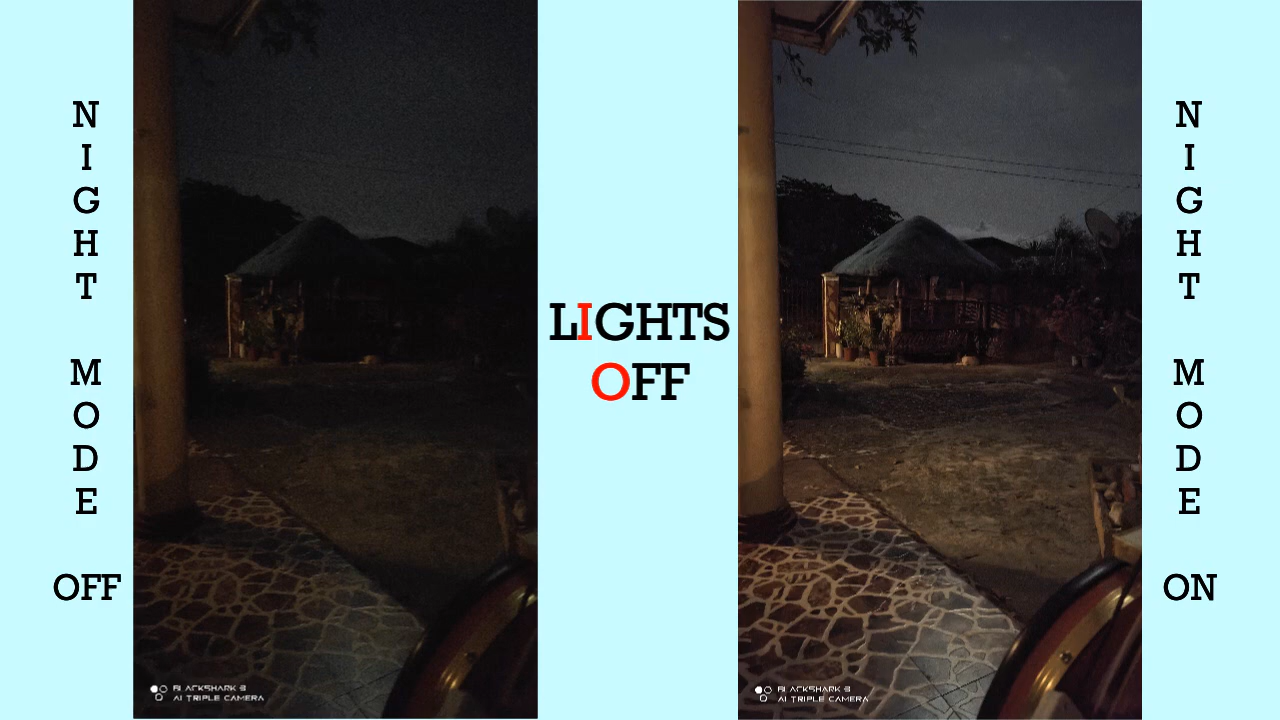 N
I
G
H
T
M
O
D
E
OFF
LIGHTS
OFF
N
I
G
H
T
M
O
D
E
ON
BLACKSHARK 3
AI TRIPLE CAMERA
BLACKSHARK 3
AI TRIPLE CAMERA